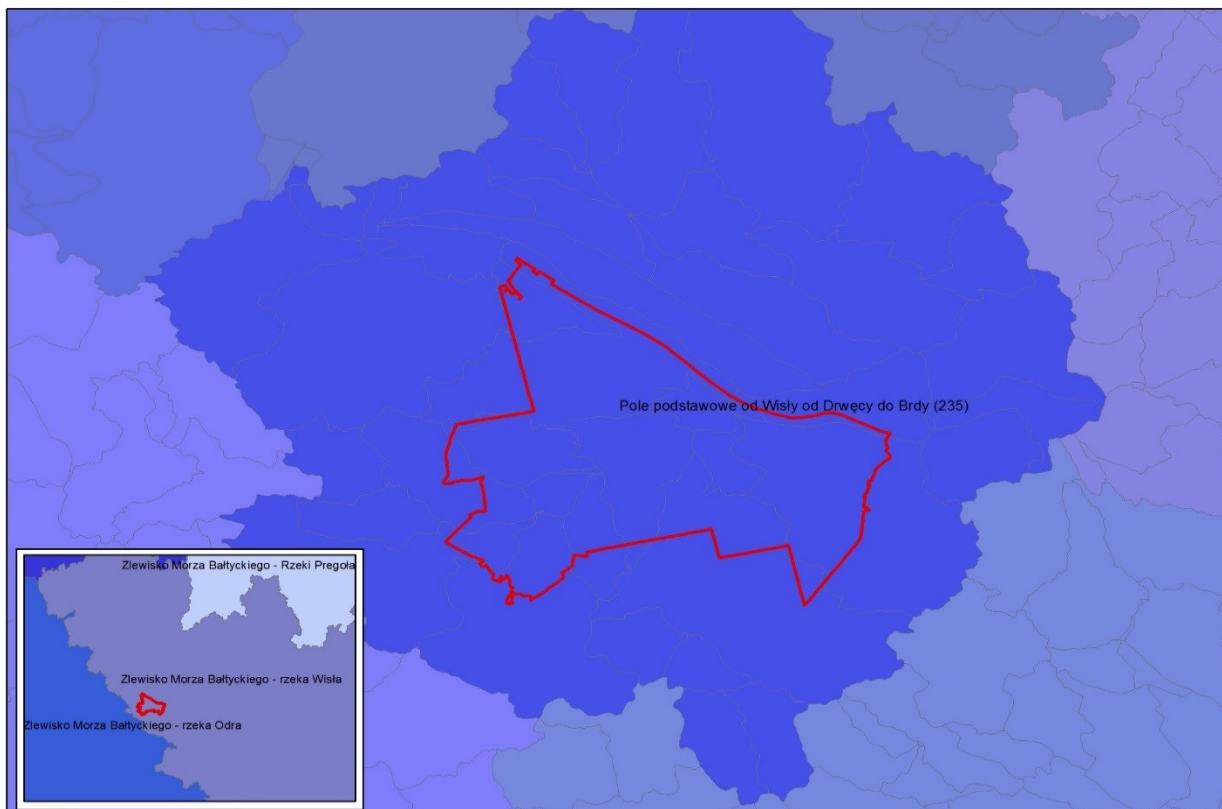 Pole podstawowe od Wisły od Drwęcy do Brdy (235)
Zlewisko Morza Bałtyckiego - Rzeki Pregoła
Zlewisko Morza Bałtyckiego - rzeka Wisła
Zlewisko Morza Bałtyckiego - rzeka Odra